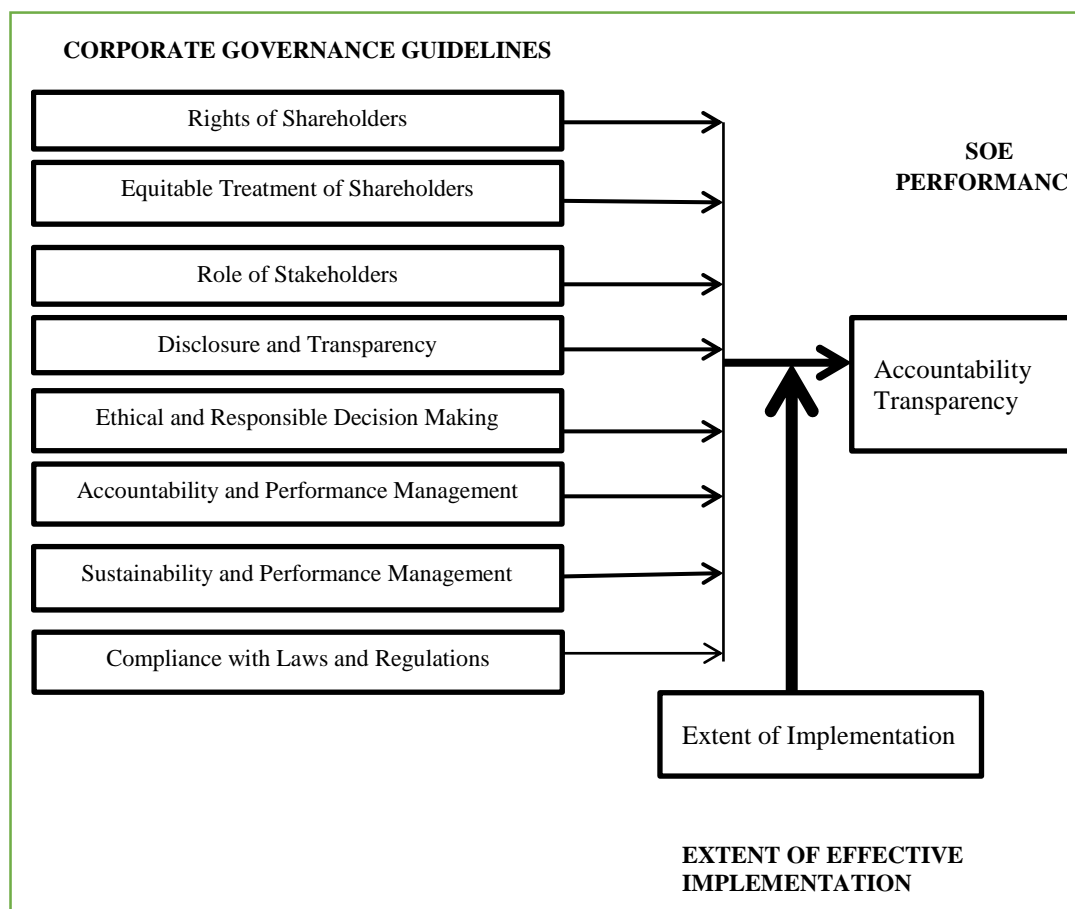 CORPORATE GOVERNANCE GUIDELINES
Rights of Shareholders
Equitable Treatment of Shareholders
Role of Stakeholders
Disclosure and Transparency
Ethical and Responsible Decision Making
Accountability and Performance Management
Sustainability and Performance Management
Compliance with Laws and Regulations
SOE
PERFORMANC
Accountability
Transparency
Extent of Implementation
EXTENT OF EFFECTIVE
IMPLEMENTATION